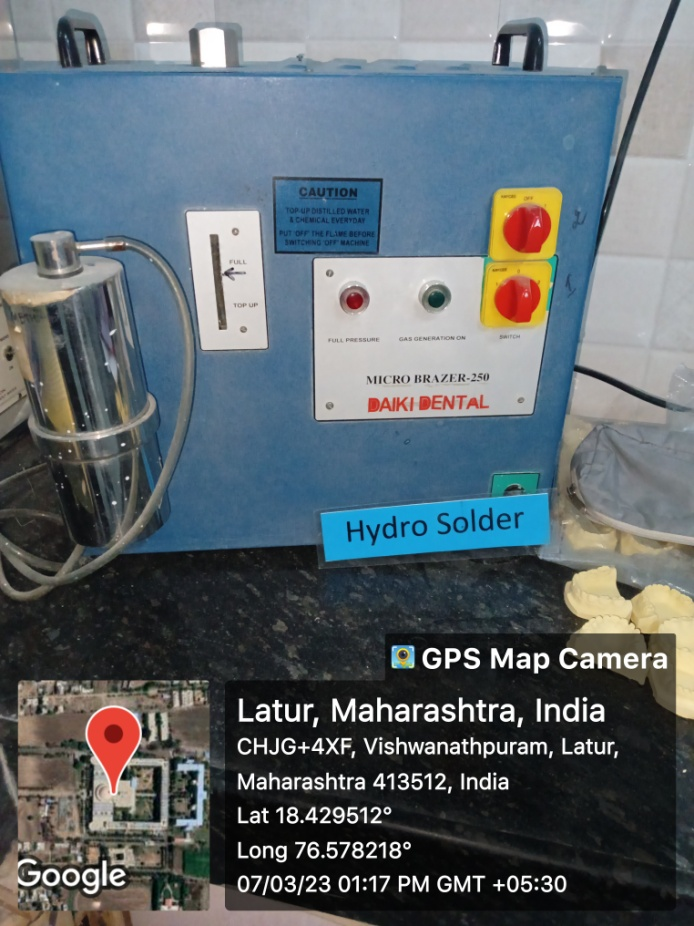 CAUTION
TOP-UP DISTILLED WATER
& CHEMICAL EVERYDAY
PUT 'OFF' THE FLAME BEFORE
SWITCHING 'OFF' MACHINE
FULL
TOP UP
OFF
FULL PRESSURE
GAS GENERATION ON
SWITCH
MICRO BRAZER-250
DAIKI DENTAL
Hydro Solder
GPS Map Camera
Latur, Maharashtra, India
CHJG+4XF, Vishwanathpuram, Latur,
Maharashtra 413512, India
Lat 18.429512°
Long 76.578218°
07/03/23 01:17 PM GMT +05:30
Google